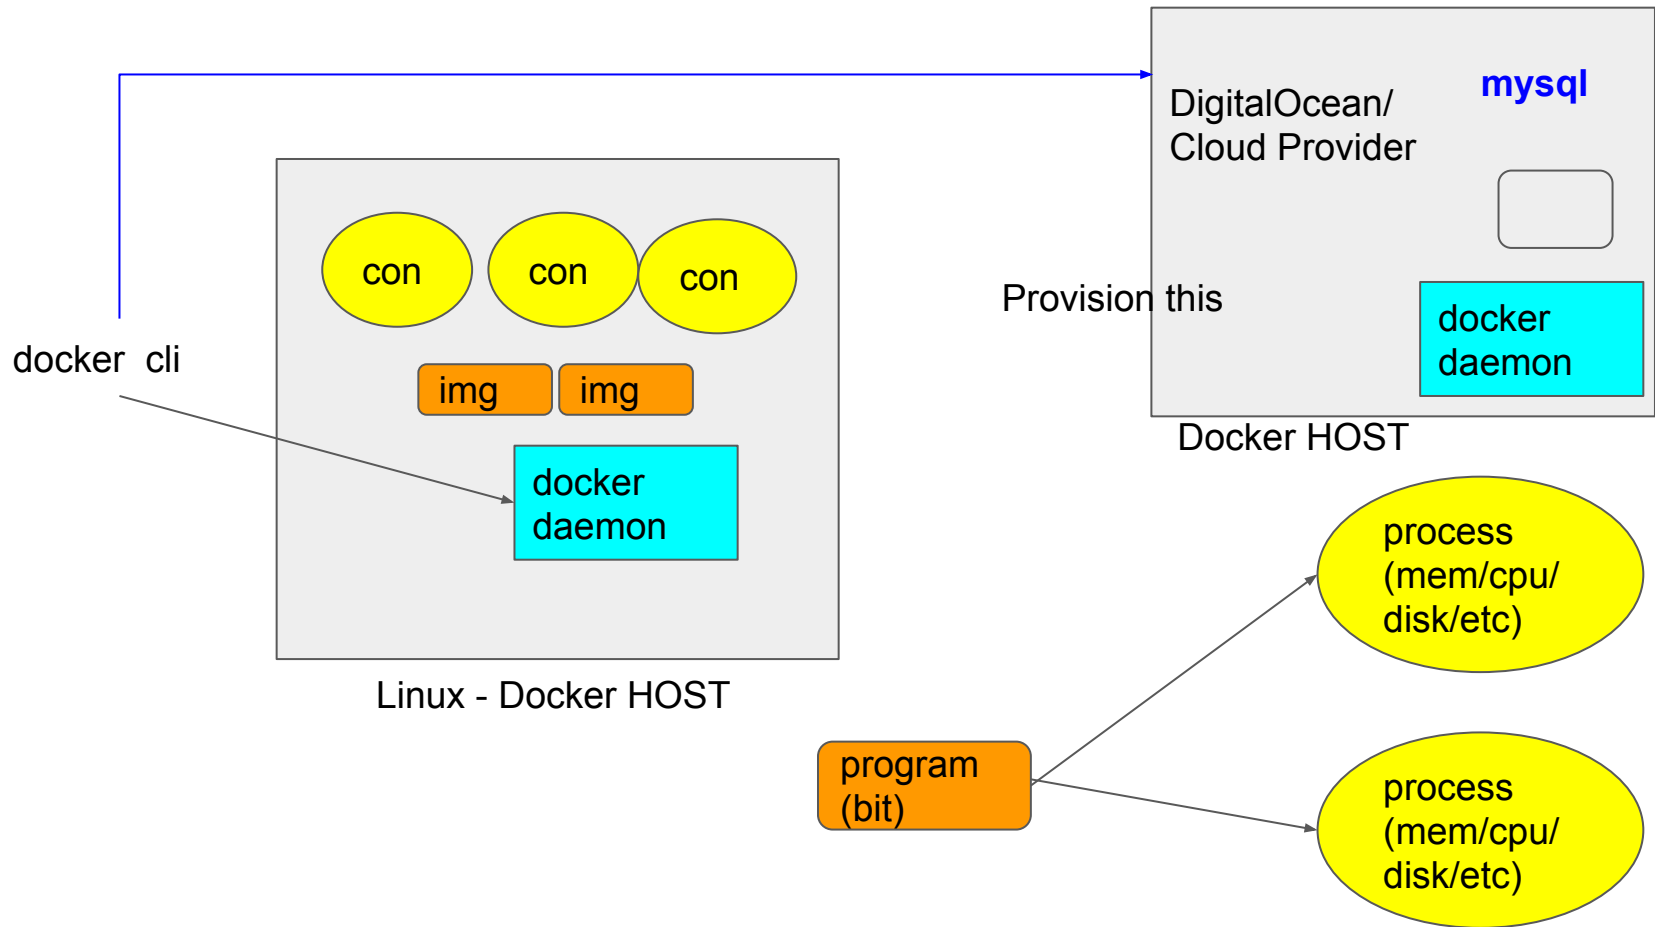 mysql
DigitalOcean/
Cloud Provider
con
con
con
Provision this
docker
daemon
docker  cli
img
img
Docker HOST
docker
daemon
process
(mem/cpu/
disk/etc)
Linux - Docker HOST
program
(bit)
process
(mem/cpu/
disk/etc)